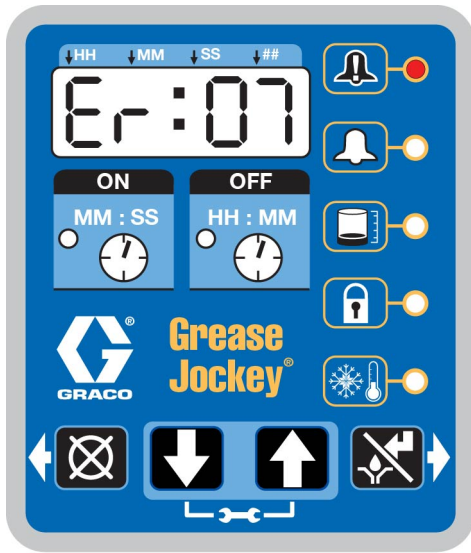 HH MM SS ##
Er:07
ON OFF
MM : SS HH : MM
Grease
Jockey®
®
GRACO